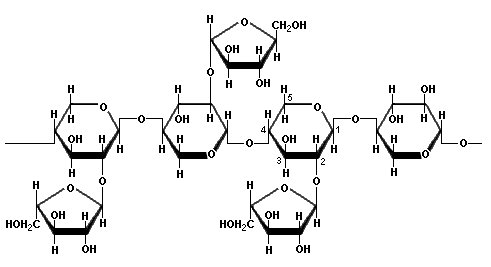 H O CH₂OH
OH OH H
O H OH
H H H H H OH
H H H 5 H H
H O O
H OH H OH
H O H 1 O H
4
OH H H O OH H H O
H O H O
H H H 3 H 2 H H
O O
H O H O
OH H OH H
HOH₂C HOH₂C
H OH H OH